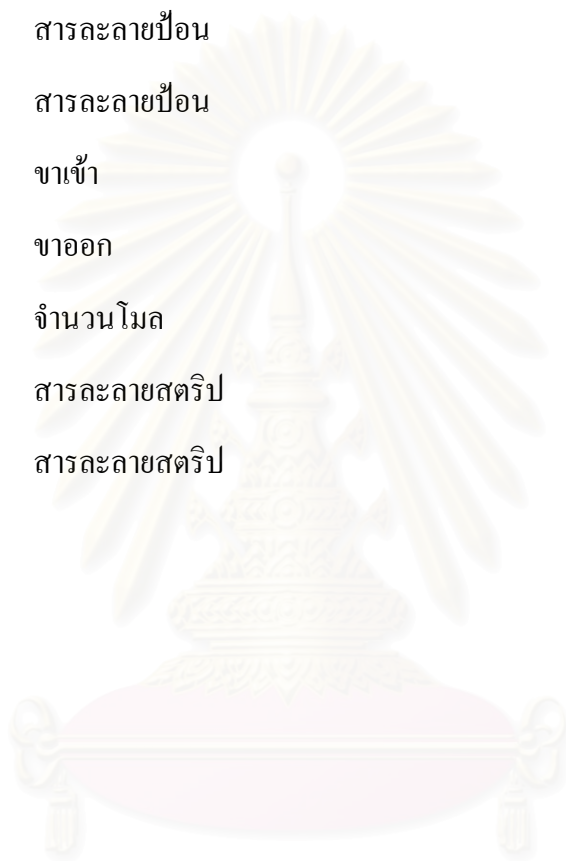 สารละลายป้อน
สารละลายป้อน
ขาเข้า
ขาออก
จำนวนโมล
สารละลายสตริป
สารละลายสตริป